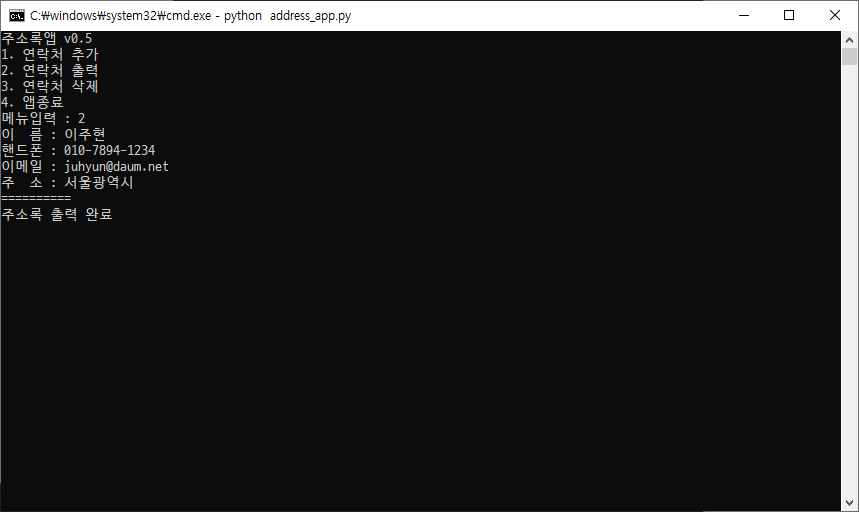 C:₩windows₩system32₩cmd.exe - python  address_app.py
주소록앱 v0.5
1. 연락처 추가
2. 연락처 출력
3. 연락처 삭제
4. 앱종료
메뉴입력 : 2
이  름 : 이주현
핸드폰 : 010-7894-1234
이메일 : juhyun@daum.net
주  소 : 서울광역시
==========
주소록 출력 완료